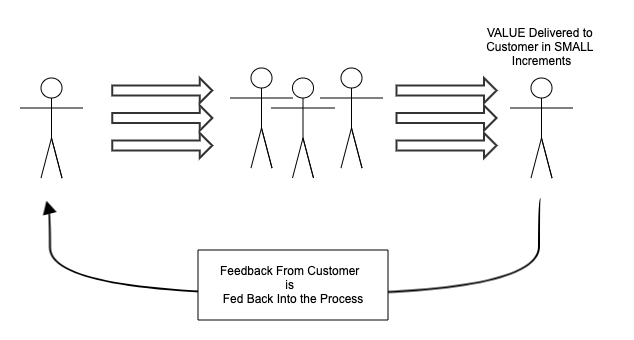 VALUE Delivered to
Customer in SMALL
Increments
Feedback From Customer
is
Fed Back Into the Process